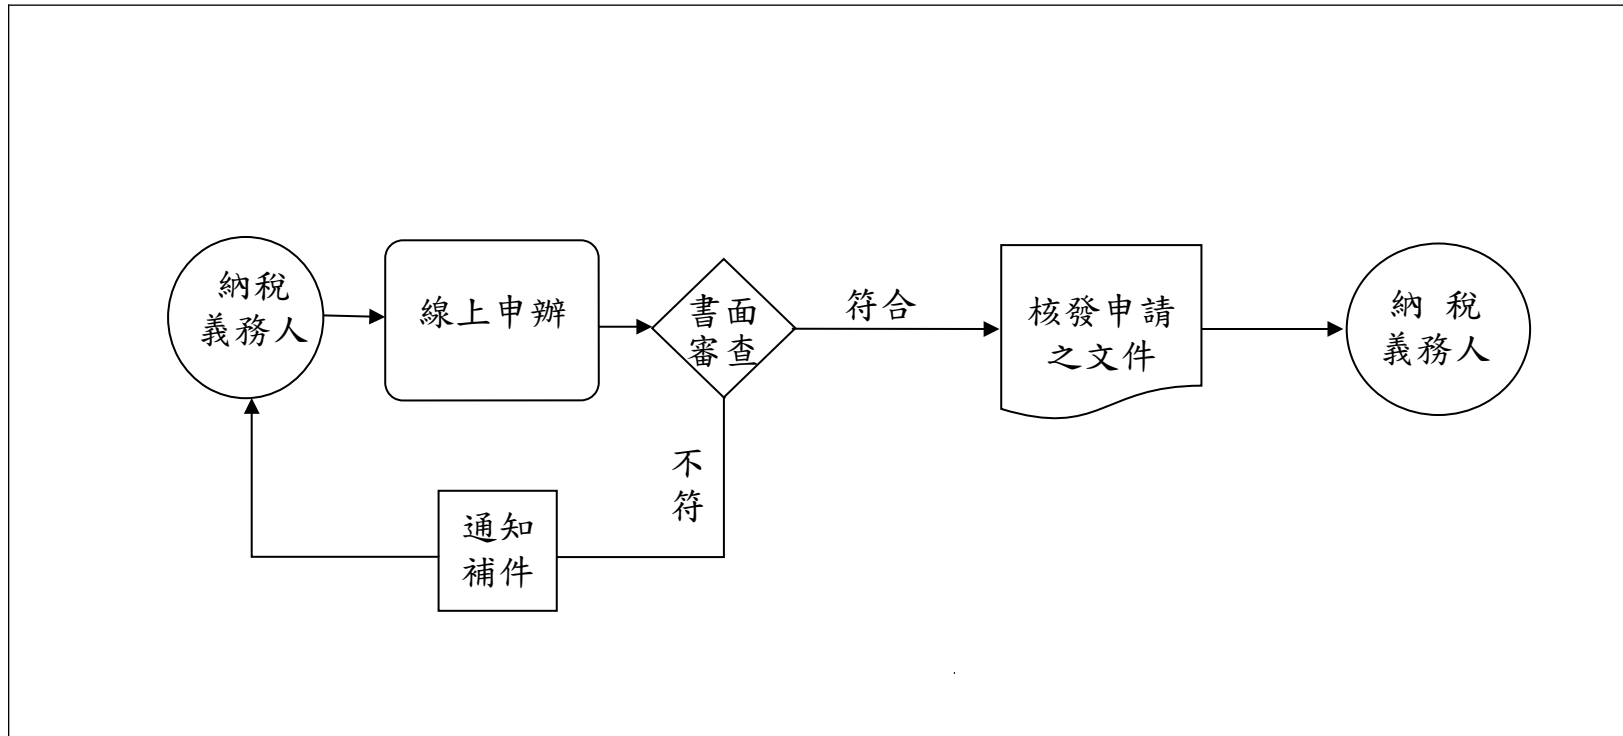 納稅
義務人
線上申辦
書面
審查
符合
核發申請
之文件
納 稅
義務人
不
符
通知
補件